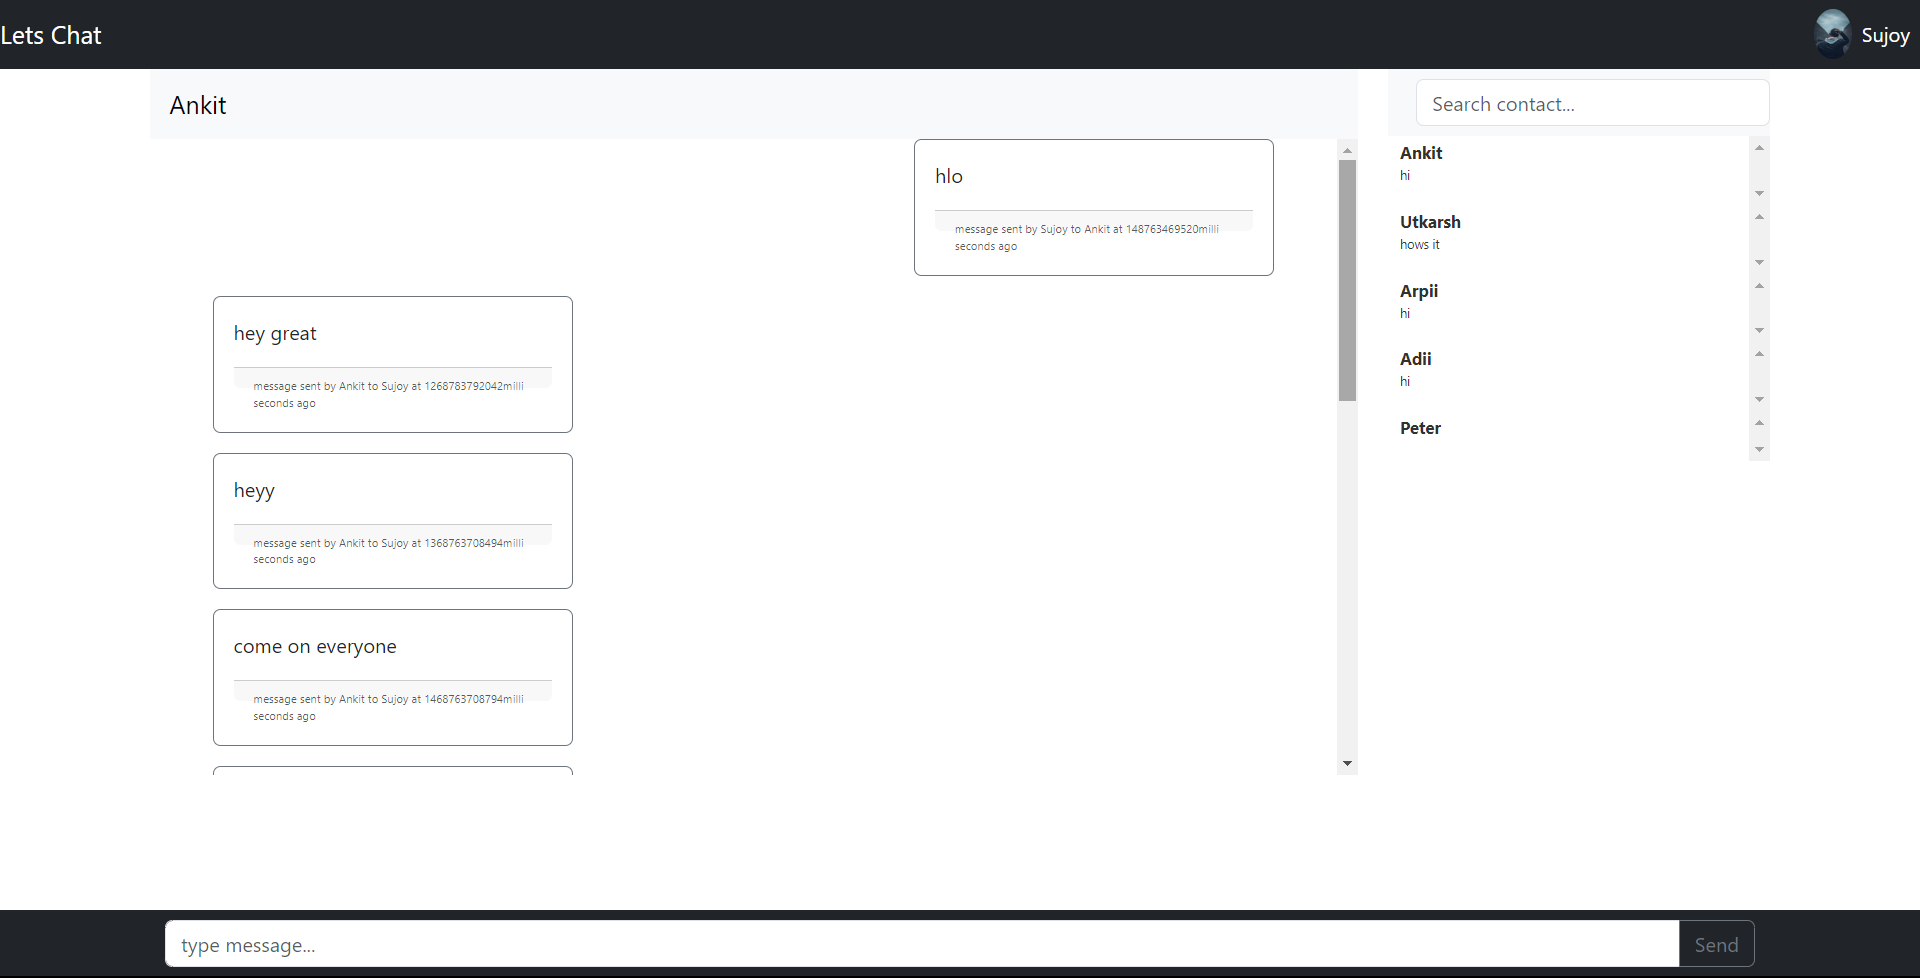 Lets Chat
Sujoy
Ankit
hlo
message sent by Sujoy to Ankit at 148763469520milli
seconds ago
hey great
message sent by Ankit to Sujoy at 1268783792042milli
seconds ago
heyy
message sent by Ankit to Sujoy at 1368763708494milli
seconds ago
come on everyone
message sent by Ankit to Sujoy at 1468763708794milli
seconds ago
Search contact...
Ankit
hi
Utkarsh
hows it
Arpii
hi
Adii
hi
Peter
type message...
Send